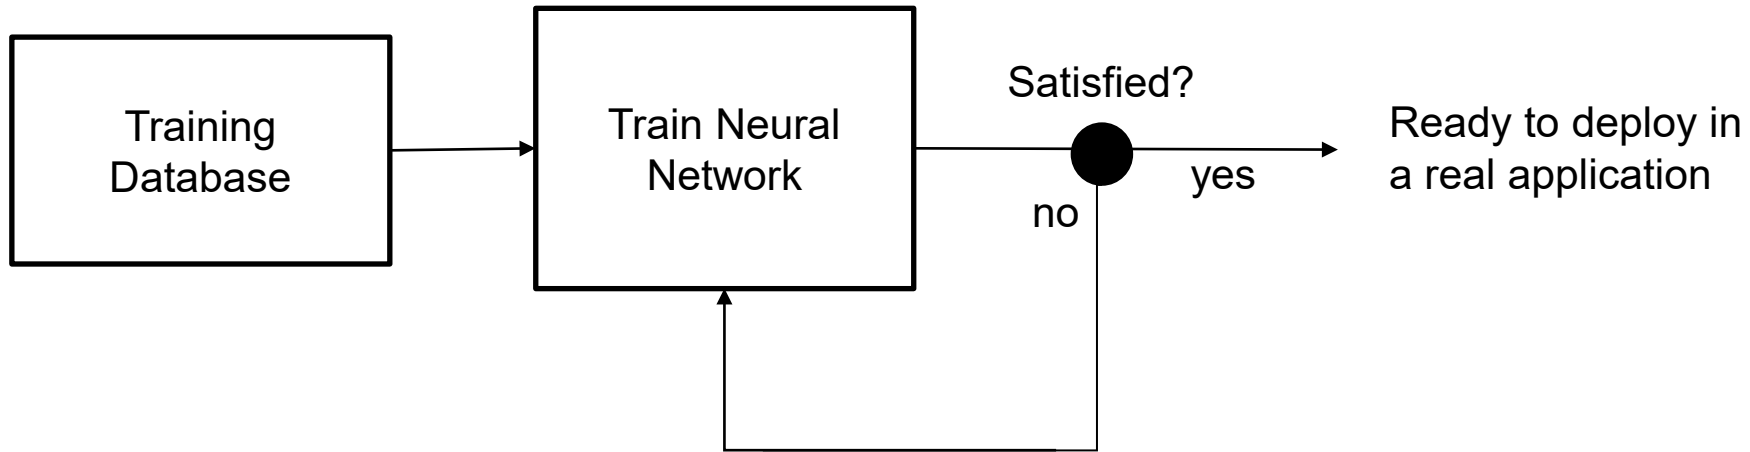 Training
Database
Train Neural
Network
Satisfied?
no
yes
Ready to deploy in
a real application